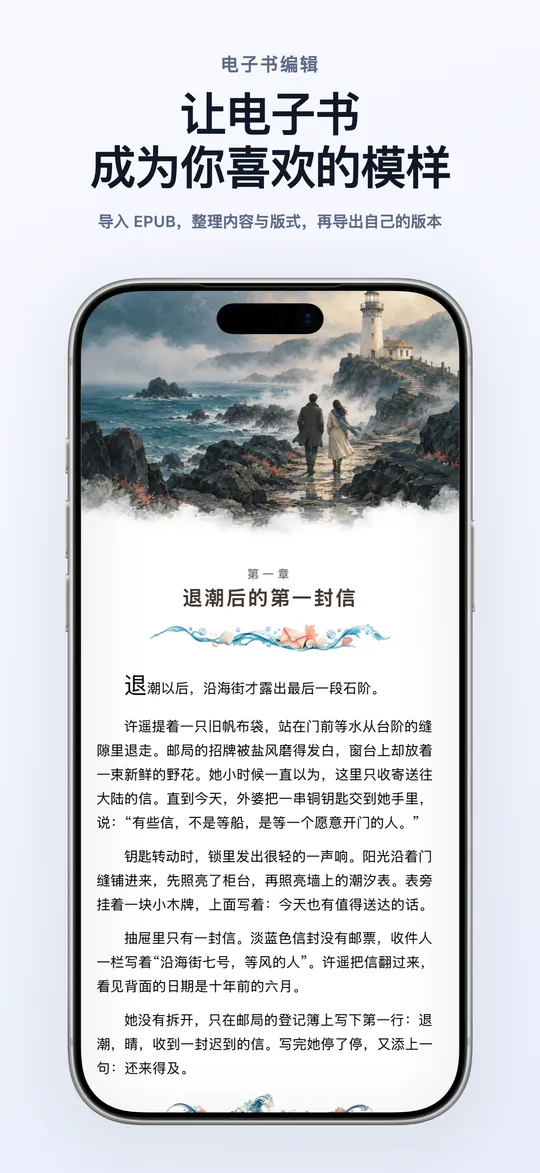 电子书编辑
让电子书
成为你喜欢的模样
导入 EPUB，整理内容与版式，再导出自己的版本
第一章
退潮后的第一封信
退潮以后，沿海街才露出最后一段石阶。
许遥提着一只旧帆布袋，站在门前等水从台阶的缝
隙里退走。邮局的招牌被盐风磨得发白，窗台上却放着
一束新鲜的野花。她小时候一直以为，这里只收寄送往
大陆的信。直到今天，外婆把一串铜钥匙交到她手里，
说：“有些信，不是等船，是等一个愿意开门的人。”
钥匙转动时，锁里发出很轻的一声响。阳光沿着门
缝铺进来，先照亮了柜台，再照亮墙上的潮汐表。表旁
挂着一块小木牌，上面写着：今天也有值得送达的话。
抽屉里只有一封信。淡蓝色信封没有邮票，收件人
一栏写着“沿海街七号，等风的人”。许遥把信翻过来，
看见背面的日期是十年前的六月。
她没有拆开，只在邮局的登记簿上写下第一行：退
潮，晴，收到一封迟到的信。写完她停了停，又添上一
句：还来得及。